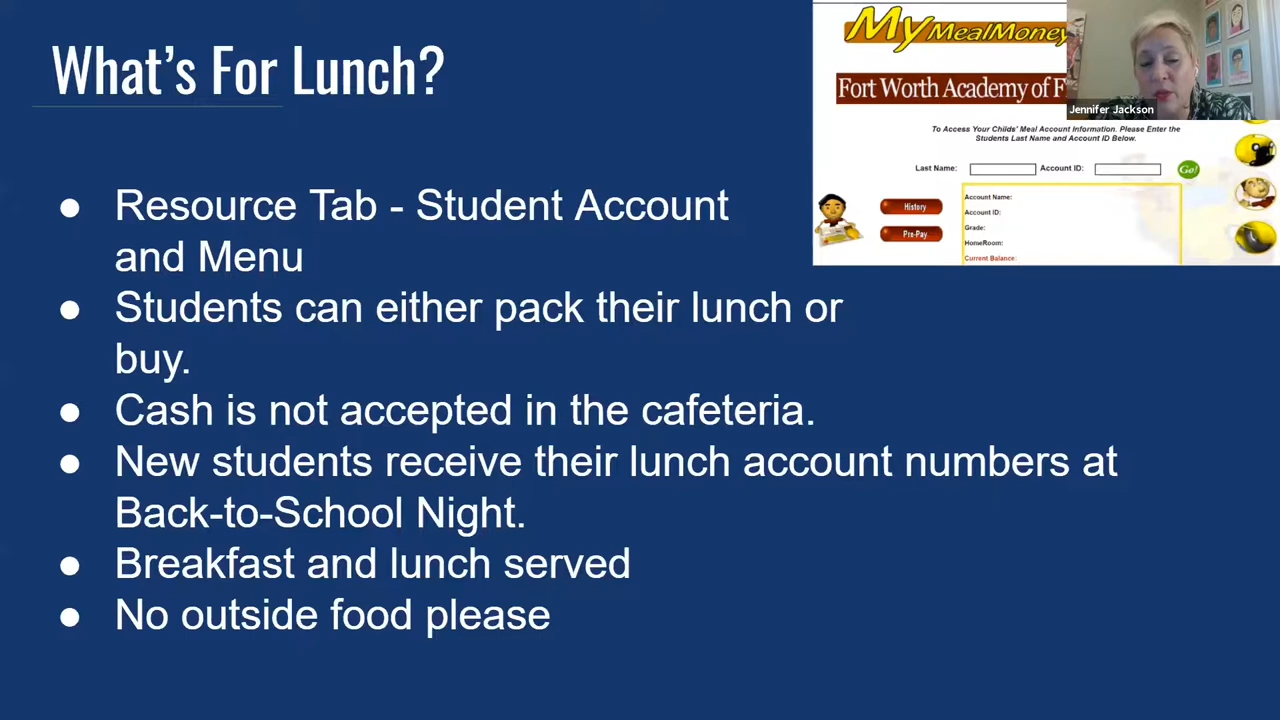 What's For Lunch?
Resource Tab - Student Account
and Menu
Students can either pack their lunch or
buy.
Cash is not accepted in the cafeteria.
New students receive their lunch account numbers at
Back-to-School Night.
Breakfast and lunch served
No outside food please
MyMealMoney
Fort Worth Academy of F
Jennifer Jackson
To Access Your Childs' Meal Account Information. Please Enter the
Students Last Name and Account ID Below.
Last Name: Account ID: Go!
History
Pre-Pay
Account Name:
Account ID:
Grade:
HomeRoom:
Current Balance: